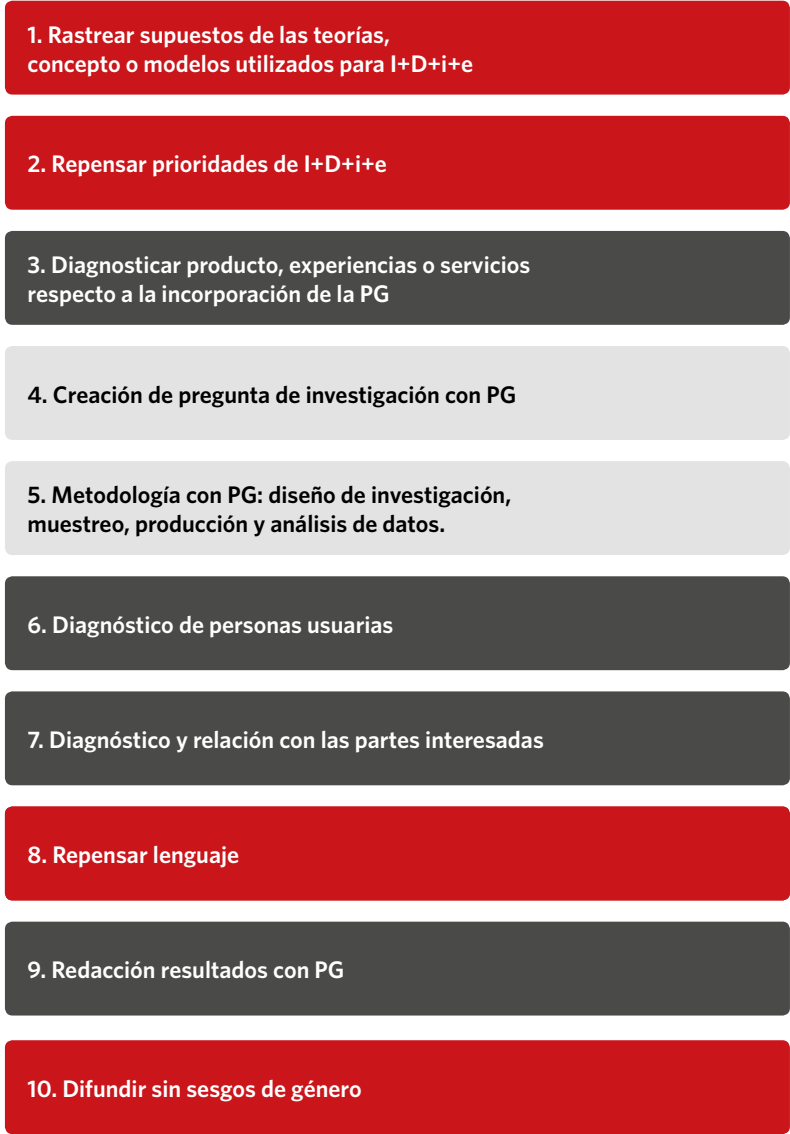 1. Rastrear supuestos de las teorías,
concepto o modelos utilizados para I+D+i+e
2. Repensar prioridades de I+D+i+e
3. Diagnosticar producto, experiencias o servicios
respecto a la incorporación de la PG
4. Creación de pregunta de investigación con PG
5. Metodología con PG: diseño de investigación,
muestreo, producción y análisis de datos.
6. Diagnóstico de personas usuarias
7. Diagnóstico y relación con las partes interesadas
8. Repensar lenguaje
9. Redacción resultados con PG
10. Difundir sin sesgos de género